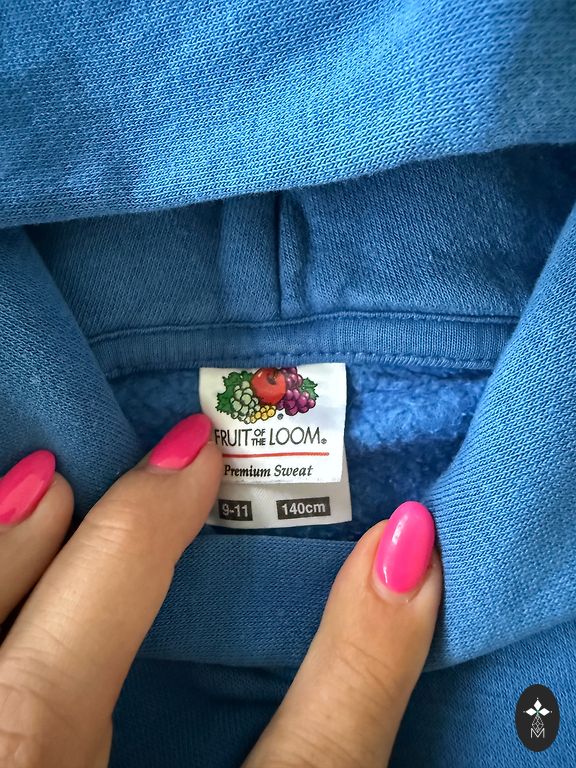 FRUIT OF THE LOOM®
Premium Sweat
9-11 140cm
M